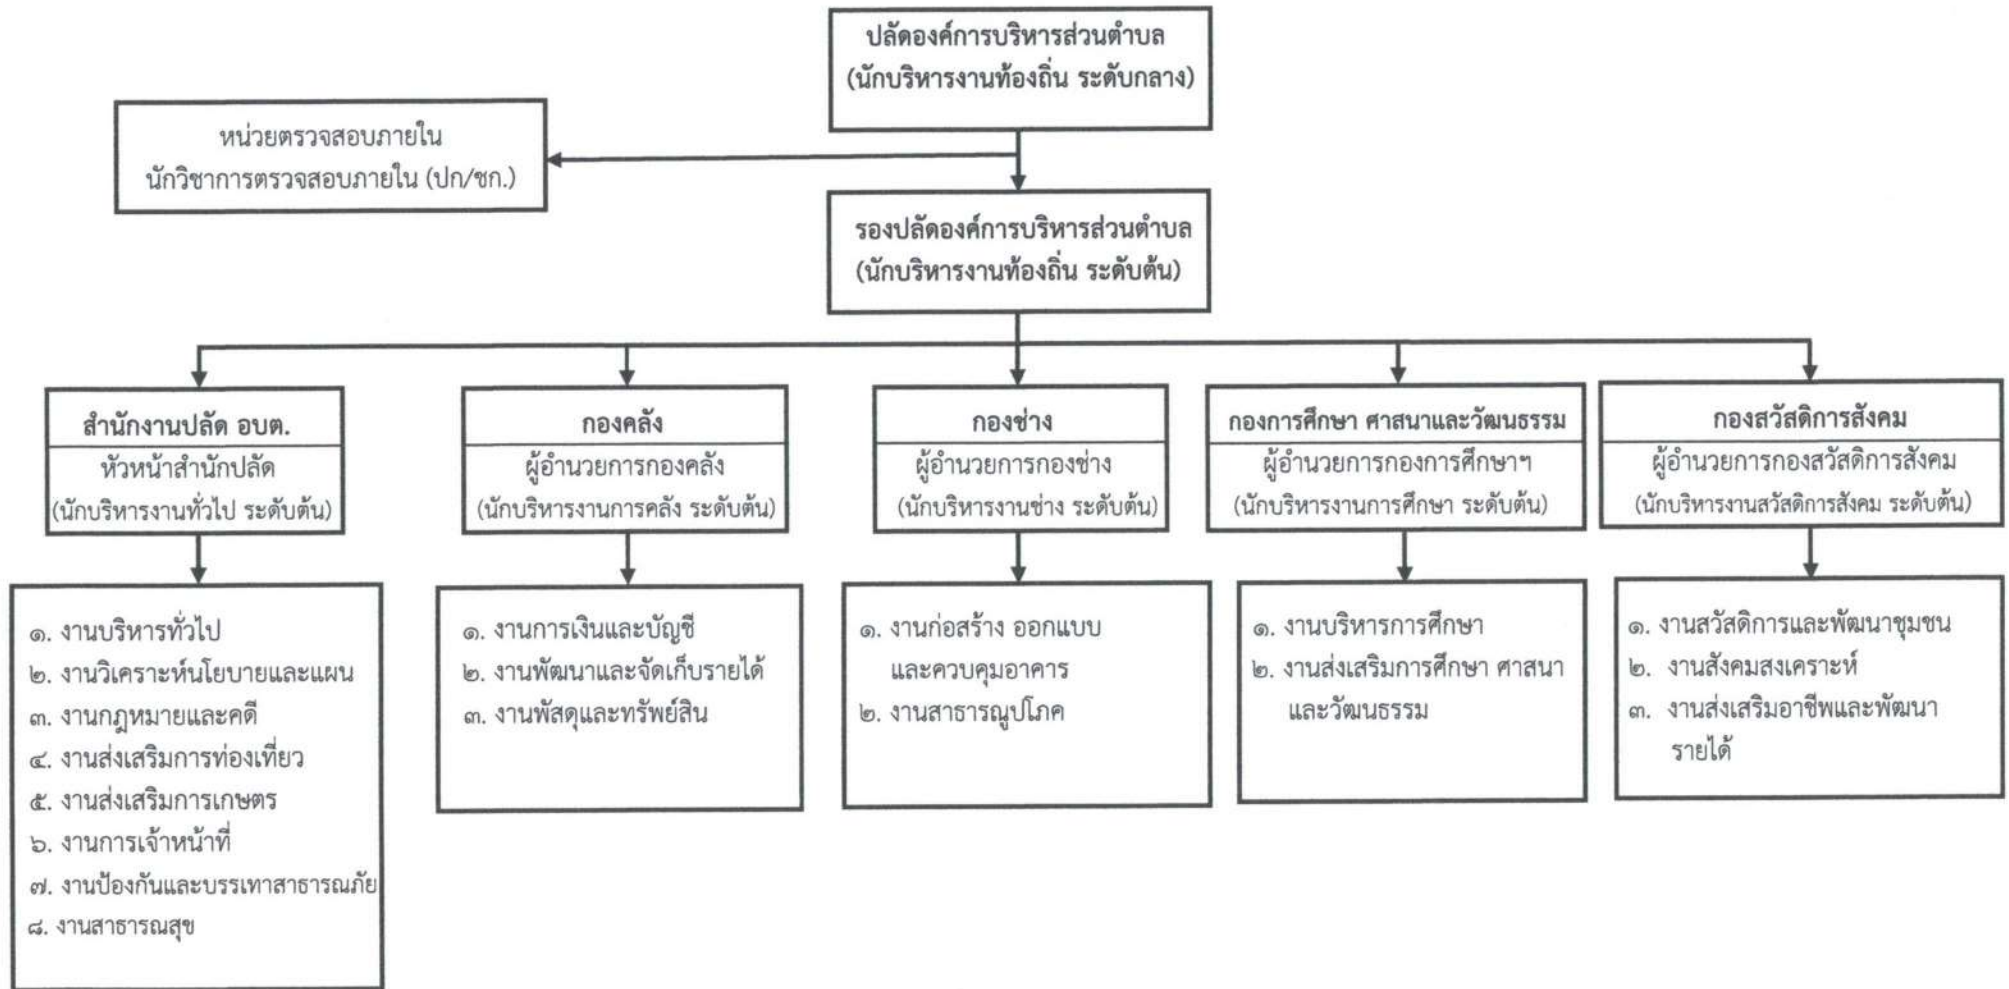 ปลัดองค์การบริหารส่วนตำบล
(นักบริหารงานท้องถิ่น ระดับกลาง)
หน่วยตรวจสอบภายใน
นักวิชาการตรวจสอบภายใน (ปก/ชก.)
รองปลัดองค์การบริหารส่วนตำบล
(นักบริหารงานท้องถิ่น ระดับต้น)
สำนักงานปลัด อบต.
หัวหน้าสำนักปลัด
(นักบริหารงานทั่วไป ระดับต้น)
๑. งานบริหารทั่วไป
๒. งานวิเคราะห์นโยบายและแผน
๓. งานกฎหมายและคดี
๔. งานส่งเสริมการท่องเที่ยว
๕. งานส่งเสริมการเกษตร
๖. งานการเจ้าหน้าที่
๗. งานป้องกันและบรรเทาสาธารณภัย
๘. งานสาธารณสุข
กองคลัง
ผู้อำนวยการกองคลัง
(นักบริหารงานการคลัง ระดับต้น)
๑. งานการเงินและบัญชี
๒. งานพัฒนาและจัดเก็บรายได้
๓. งานพัสดุและทรัพย์สิน
กองช่าง
ผู้อำนวยการกองช่าง
(นักบริหารงานช่าง ระดับต้น)
๑. งานก่อสร้าง ออกแบบ
และควบคุมอาคาร
๒. งานสาธารณูปโภค
กองการศึกษา ศาสนาและวัฒนธรรม
ผู้อำนวยการกองการศึกษาฯ
(นักบริหารงานการศึกษา ระดับต้น)
๑. งานบริหารการศึกษา
๒. งานส่งเสริมการศึกษา ศาสนา
และวัฒนธรรม
กองสวัสดิการสังคม
ผู้อำนวยการกองสวัสดิการสังคม
(นักบริหารงานสวัสดิการสังคม ระดับต้น)
๑. งานสวัสดิการและพัฒนาชุมชน
๒. งานสังคมสงเคราะห์
๓. งานส่งเสริมอาชีพและพัฒนา
รายได้